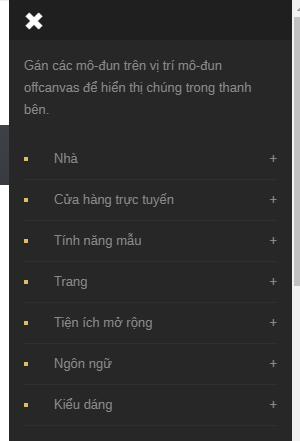 Gán các mô-đun trên vị trí mô-đun
offcanvas để hiển thị chúng trong thanh
bên.
Nhà +
Cửa hàng trực tuyến +
Tính năng mẫu +
Trang +
Tiện ích mở rộng +
Ngôn ngữ +
Kiểu dáng +